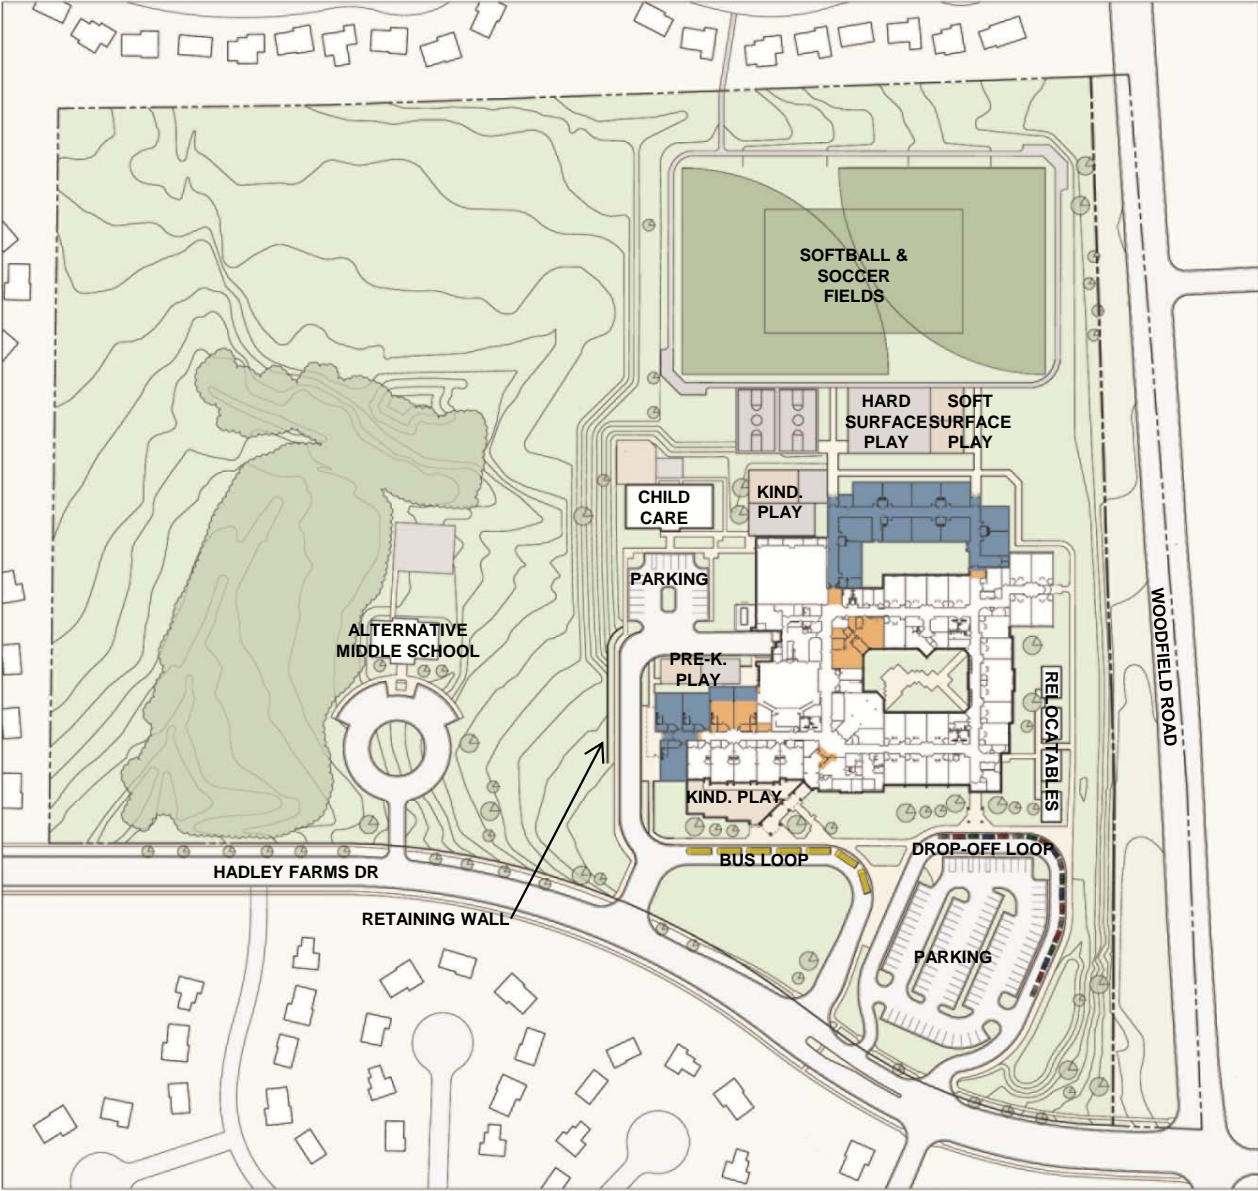 SOFTBALL &
SOCCER
FIELDS
HARD
SURFACE
PLAY
SOFT
SURFACE
PLAY
CHILD
CARE
KIND.
PLAY
PARKING
ALTERNATIVE
MIDDLE SCHOOL
PRE-K.
PLAY
WOODFIELD ROAD
RELOCATABLES
KIND. PLAY
BUS LOOP
DROP-OFF LOOP
HADLEY FARMS DR
RETAINING WALL
PARKING